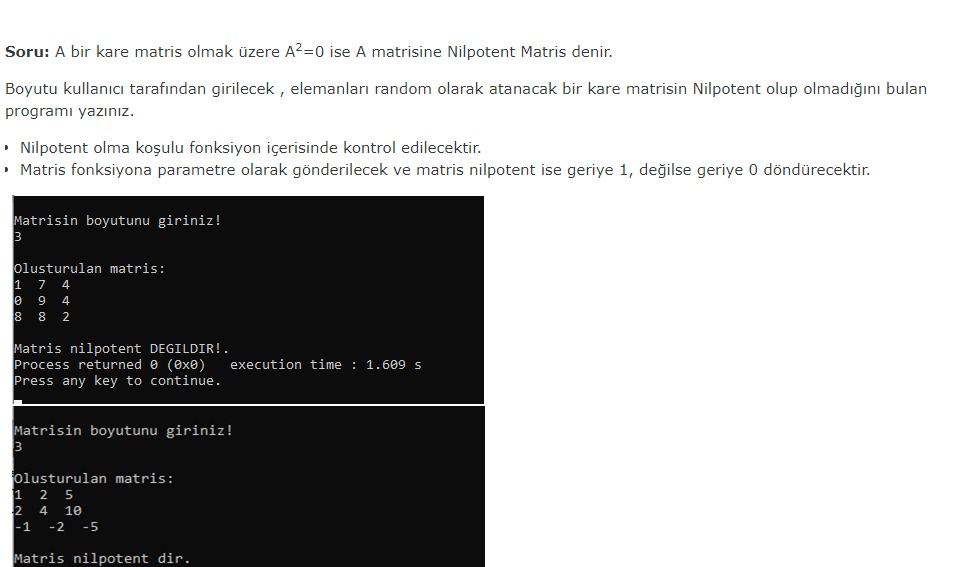 Soru: A bir kare matris olmak üzere A²=0 ise A matrisine Nilpotent Matris denir.
Boyutu kullanıcı tarafından girilecek , elemanları random olarak atanacak bir kare matrisin Nilpotent olup olmadığını bulan
programı yazınız.
• Nilpotent olma koşulu fonksiyon içerisinde kontrol edilecektir.
• Matris fonksiyona parametre olarak gönderilecek ve matris nilpotent ise geriye 1, değilse geriye 0 döndürecektir.
Matrisin boyutunu giriniz!
3
Olusturulan matris:
1 7 4
0 9 4
8 8 2
Matris nilpotent DEGILDIR!.
Process returned 0 (0x0) execution time : 1.609 s
Press any key to continue.
Matrisin boyutunu giriniz!
3
Olusturulan matris:
1 2 5
2 4 10
-1 -2 -5
Matris nilpotent dir.